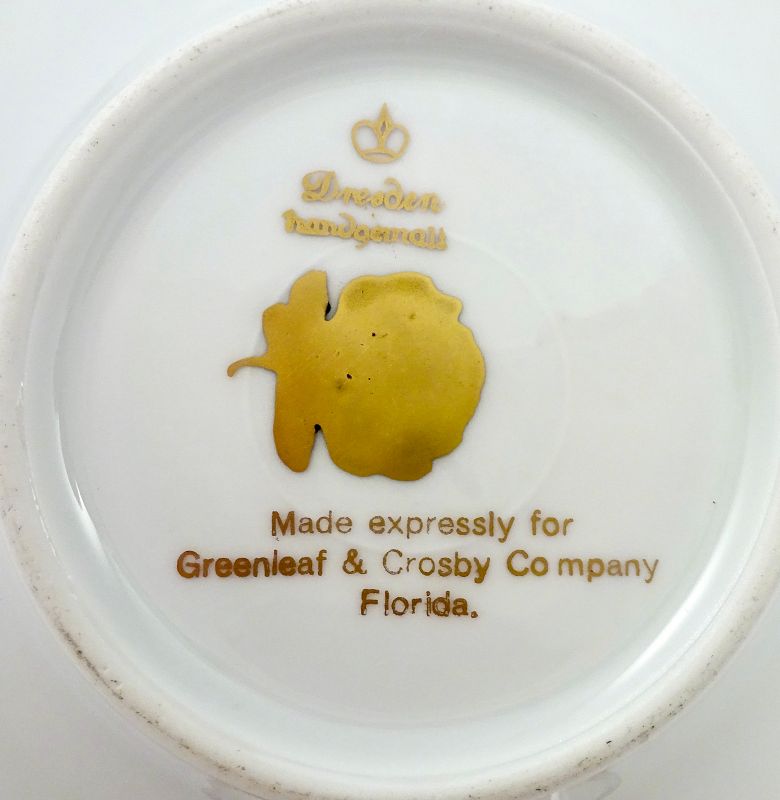 Dresden
handgemalt
Made expressly for
Greenleaf & Crosby Company
Florida.